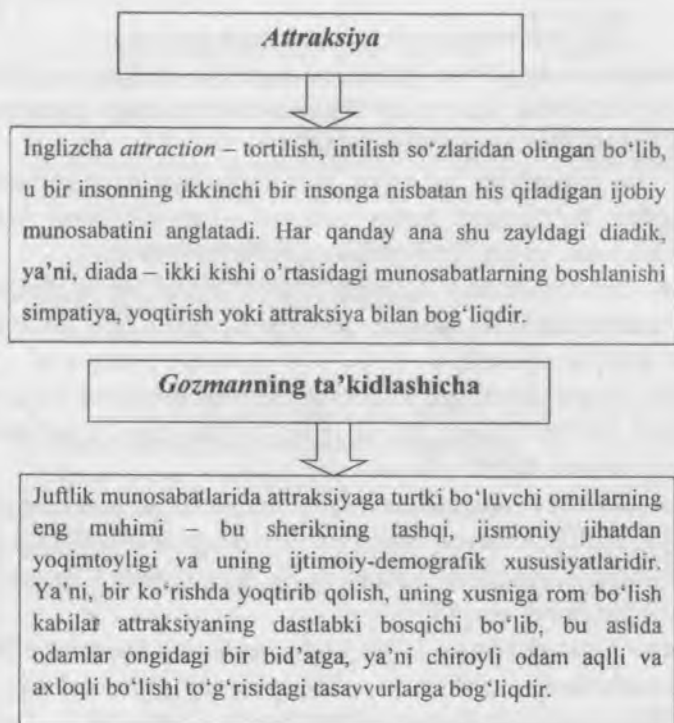 Attraksiya
Inglizcha attraction – tortilish, intilish so‘zlaridan olingan bo‘lib,
u bir insonning ikkinchi bir insonga nisbatan his qiladigan ijobiy
munosabatini anglatadi. Har qanday ana shu zayldagi diadik,
ya’ni, diada – ikki kishi o’rtasidagi munosabatlarning boshlanishi
simpatiya, yoqtirish yoki attraksiya bilan bog‘liqdir.
Gozmanning ta’kidlashicha
Juftlik munosabatlarida attraksiyaga turtki bo‘luvchi omillarning
eng muhimi – bu sherikning tashqi, jismoniy jihatdan
yoqimtoyligi va uning ijtimoiy-demografik xususiyatlaridir.
Ya’ni, bir ko‘rishda yoqtirib qolish, uning xusniga rom bo‘lish
kabilar attraksiyaning dastlabki bosqichi bo‘lib, bu aslida
odamlar ongidagi bir bid’atga, ya’ni chiroyli odam aqlli va
axloqli bo‘lishi to‘g‘risidagi tasavvurlarga bog‘liqdir.